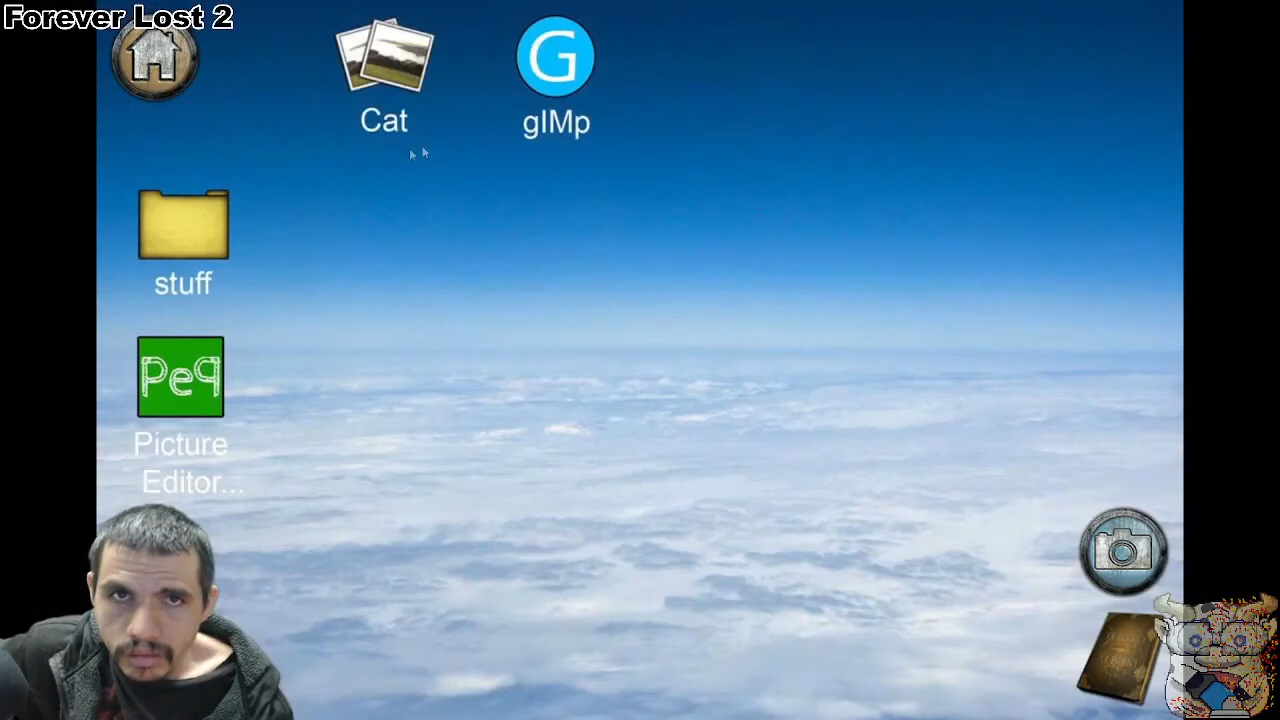 Forever Lost 2
Cat
G
gIMp
stuff
Pep
Picture
Editor...